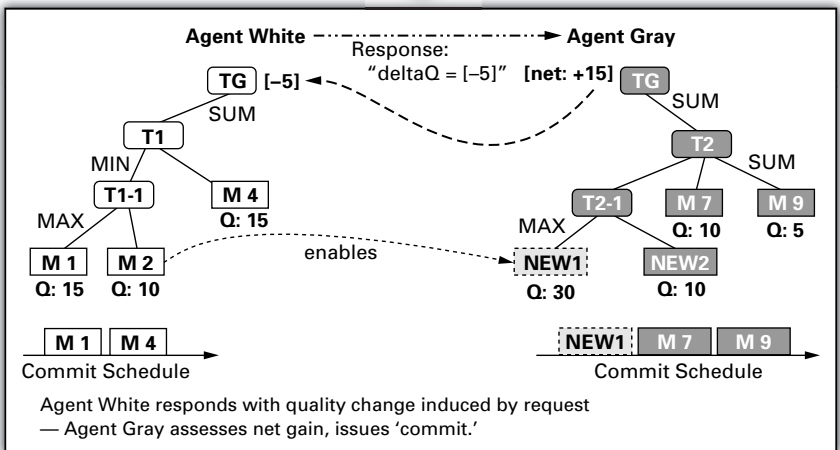 Agent White
Agent Gray
Response:
“deltaQ = [–5]”
[net: +15]
TG
[–5]
TG
SUM
SUM
T1
T2
MIN
SUM
T1-1
M 4
T2-1
M 7
M 9
Q: 15
Q: 10
Q: 5
MAX
MAX
M 1
M 2
enables
NEW1
NEW2
Q: 15
Q: 10
Q: 30
Q: 10
M 1
M 4
NEW1
M 7
M 9
Commit Schedule
Commit Schedule
Agent White responds with quality change induced by request
— Agent Gray assesses net gain, issues ‘commit.’